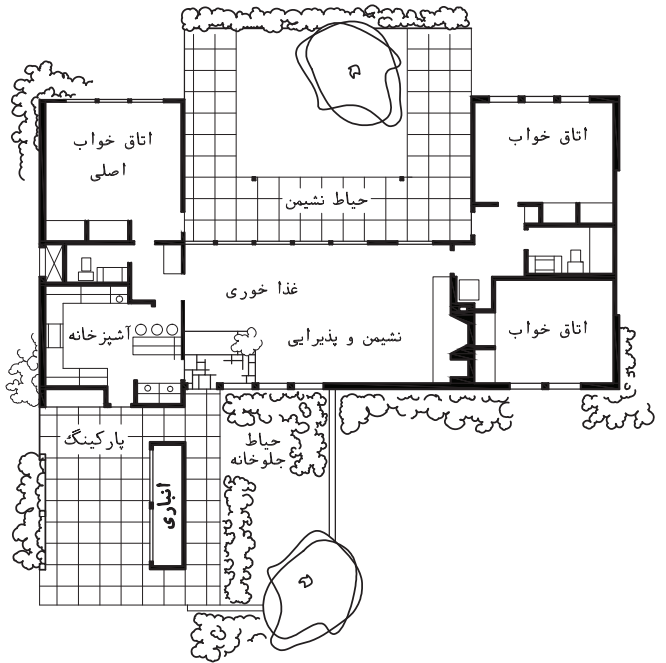 اتاق خواب
اتاق خواب
اصلی
حیاط نشیمن
غذا خوری
اتاق خواب
نشیمن و پذیرایی
آشپزخانه
پارکینگ
حیاط
جلوخانه
انباری